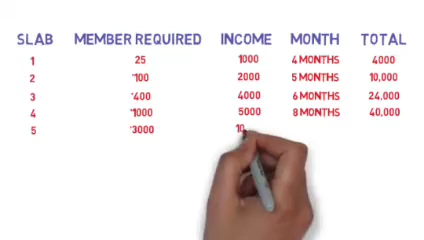 SLAB MEMBER REQUIRED INCOME MONTH TOTAL
1 25 1000 4 MONTHS 4000
2 *100 2000 5 MONTHS 10,000
3 *400 4000 6 MONTHS 24,000
4 *1000 5000 8 MONTHS 40,000
5 *3000 10